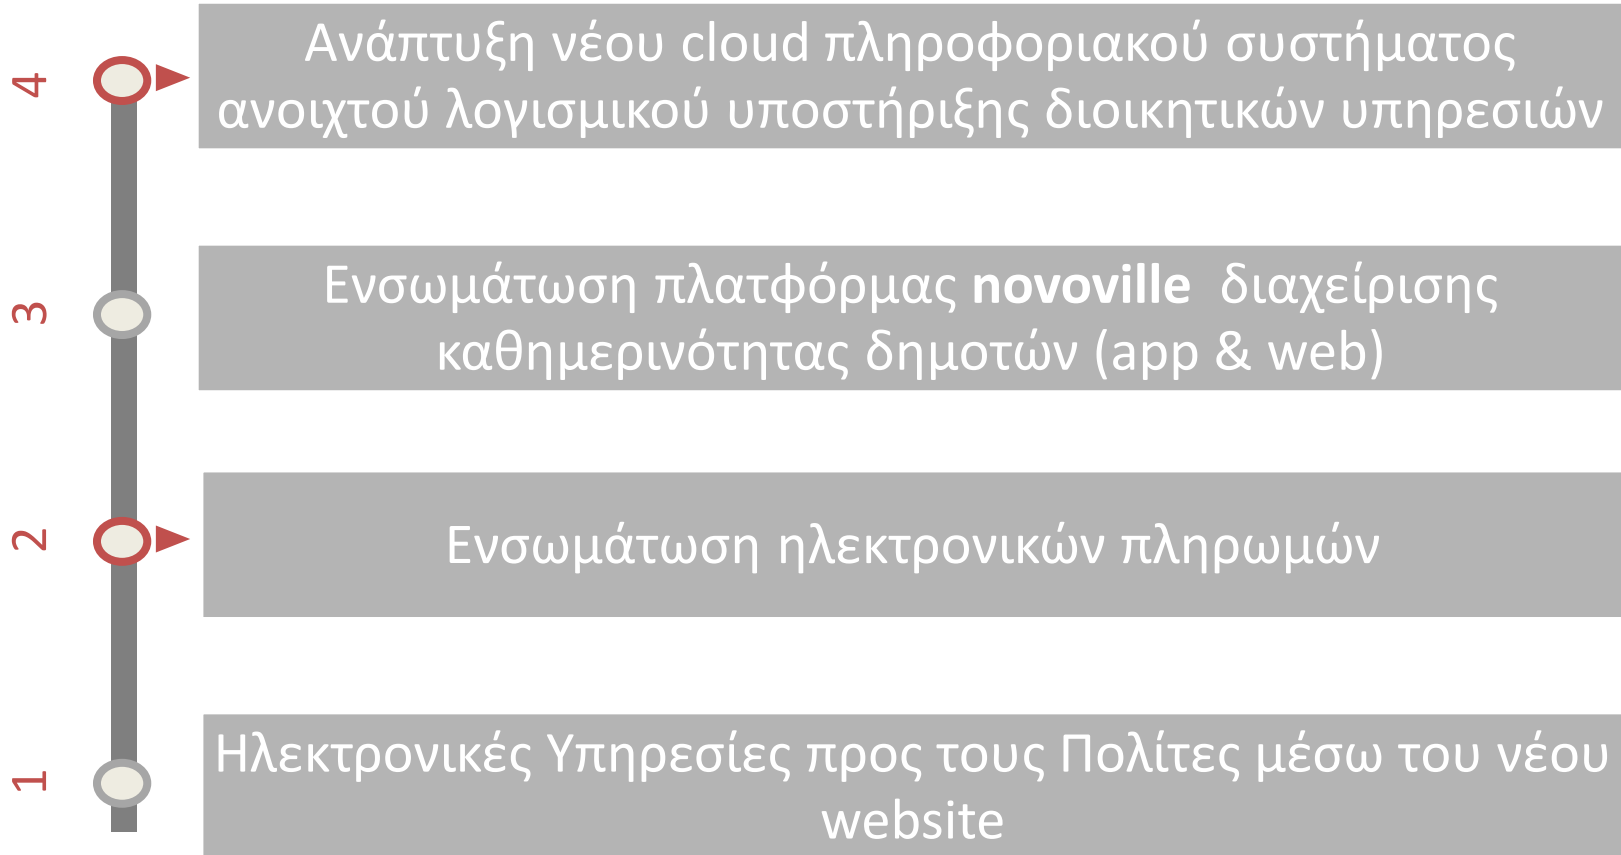 4
Ανάπτυξη νέου cloud πληροφοριακού συστήματος
ανοιχτού λογισμικού υποστήριξης διοικητικών υπηρεσιών
3
Ενσωμάτωση πλατφόρμας novoville διαχείρισης
καθημερινότητας δημοτών (app & web)
2
Ενσωμάτωση ηλεκτρονικών πληρωμών
1
Ηλεκτρονικές Υπηρεσίες προς τους Πολίτες μέσω του νέου
website